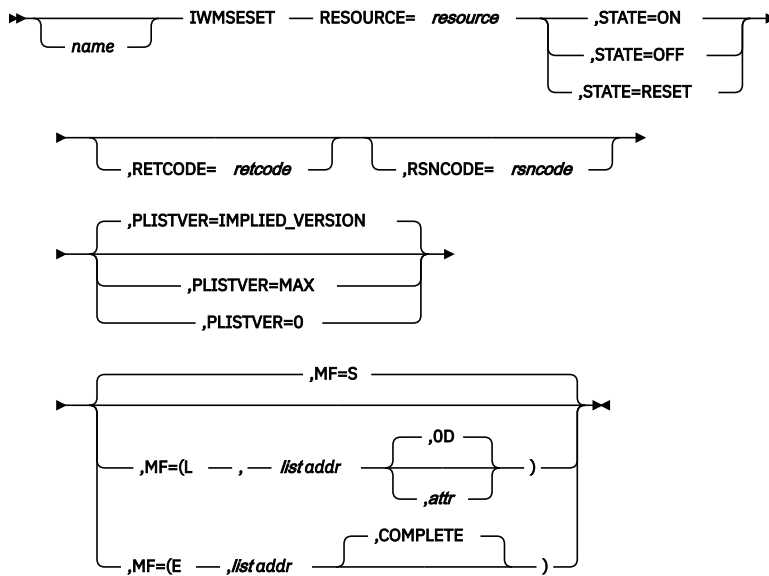 name IWMSESET RESOURCE= resource ,STATE=ON
,STATE=OFF
,STATE=RESET
,RETCODE= retcode ,RSNCODE= rsncode
,PLISTVER=IMPLIED_VERSION
,PLISTVER=MAX
,PLISTVER=0
,MF=S
,MF=(L , list addr ,0D )
,attr
,MF=(E ,list addr ,COMPLETE )